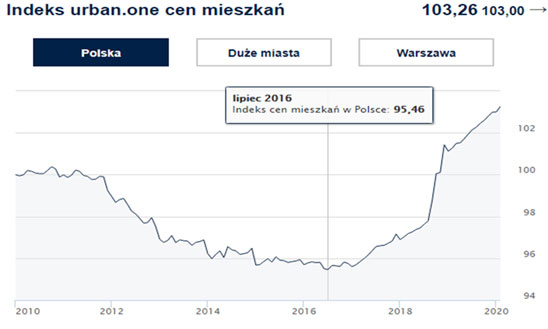 Indeks urban.one cen mieszkań
103,26 103,00 →
Polska
Duże miasta
Warszawa
lipiec 2016
Indeks cen mieszkań w Polsce: 95,46
102
100
98
96
94
2010 2012 2014 2016 2018 2020